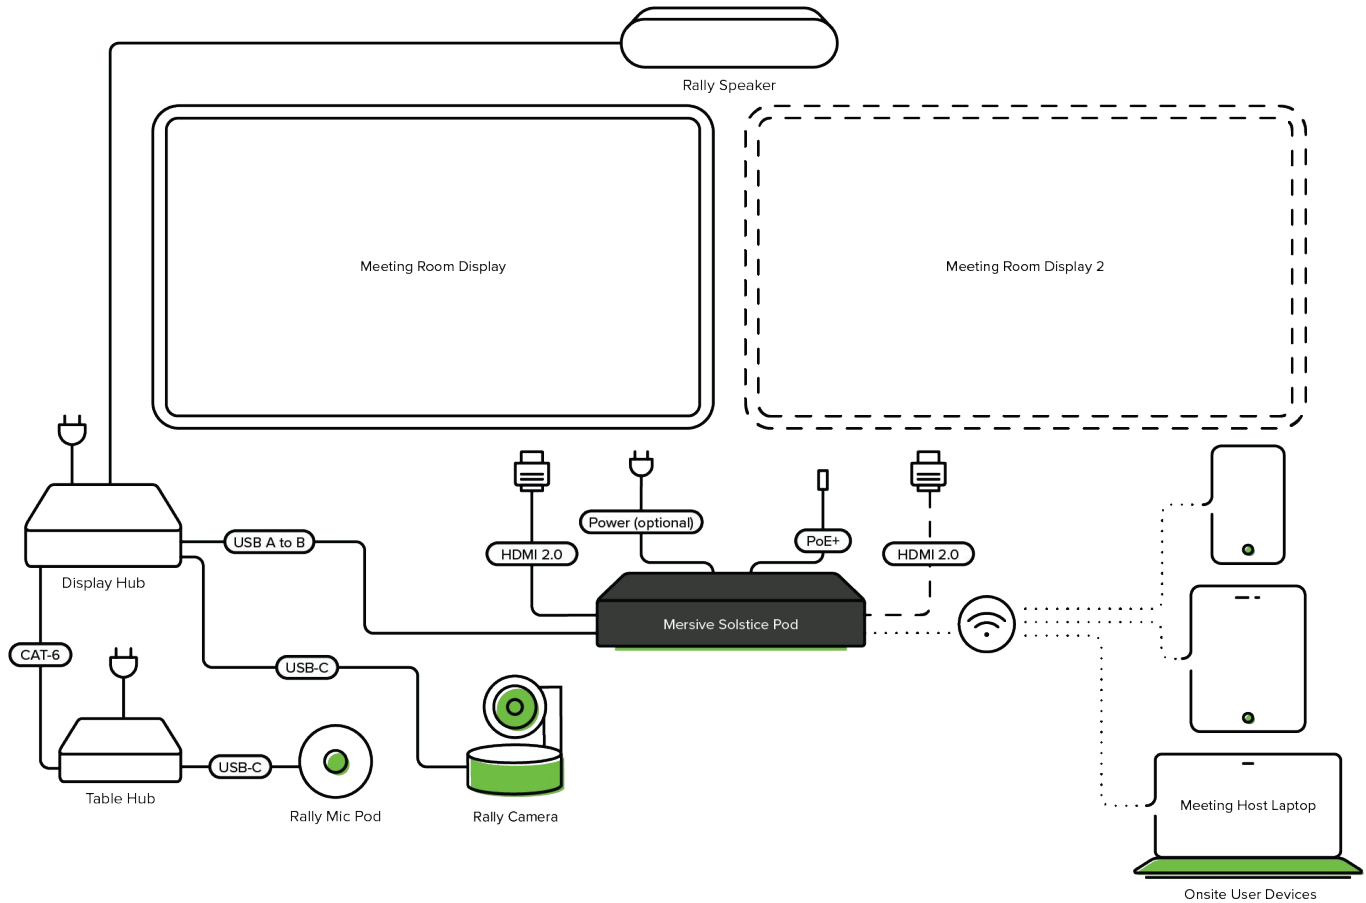 Rally Speaker
Meeting Room Display
Meeting Room Display 2
Power (optional)
USB A to B
PoE+
HDMI 2.0
HDMI 2.0
Display Hub
Mersive Solstice Pod
CAT-6
USB-C
USB-C
Table Hub
Rally Mic Pod
Rally Camera
Meeting Host Laptop
Onsite User Devices